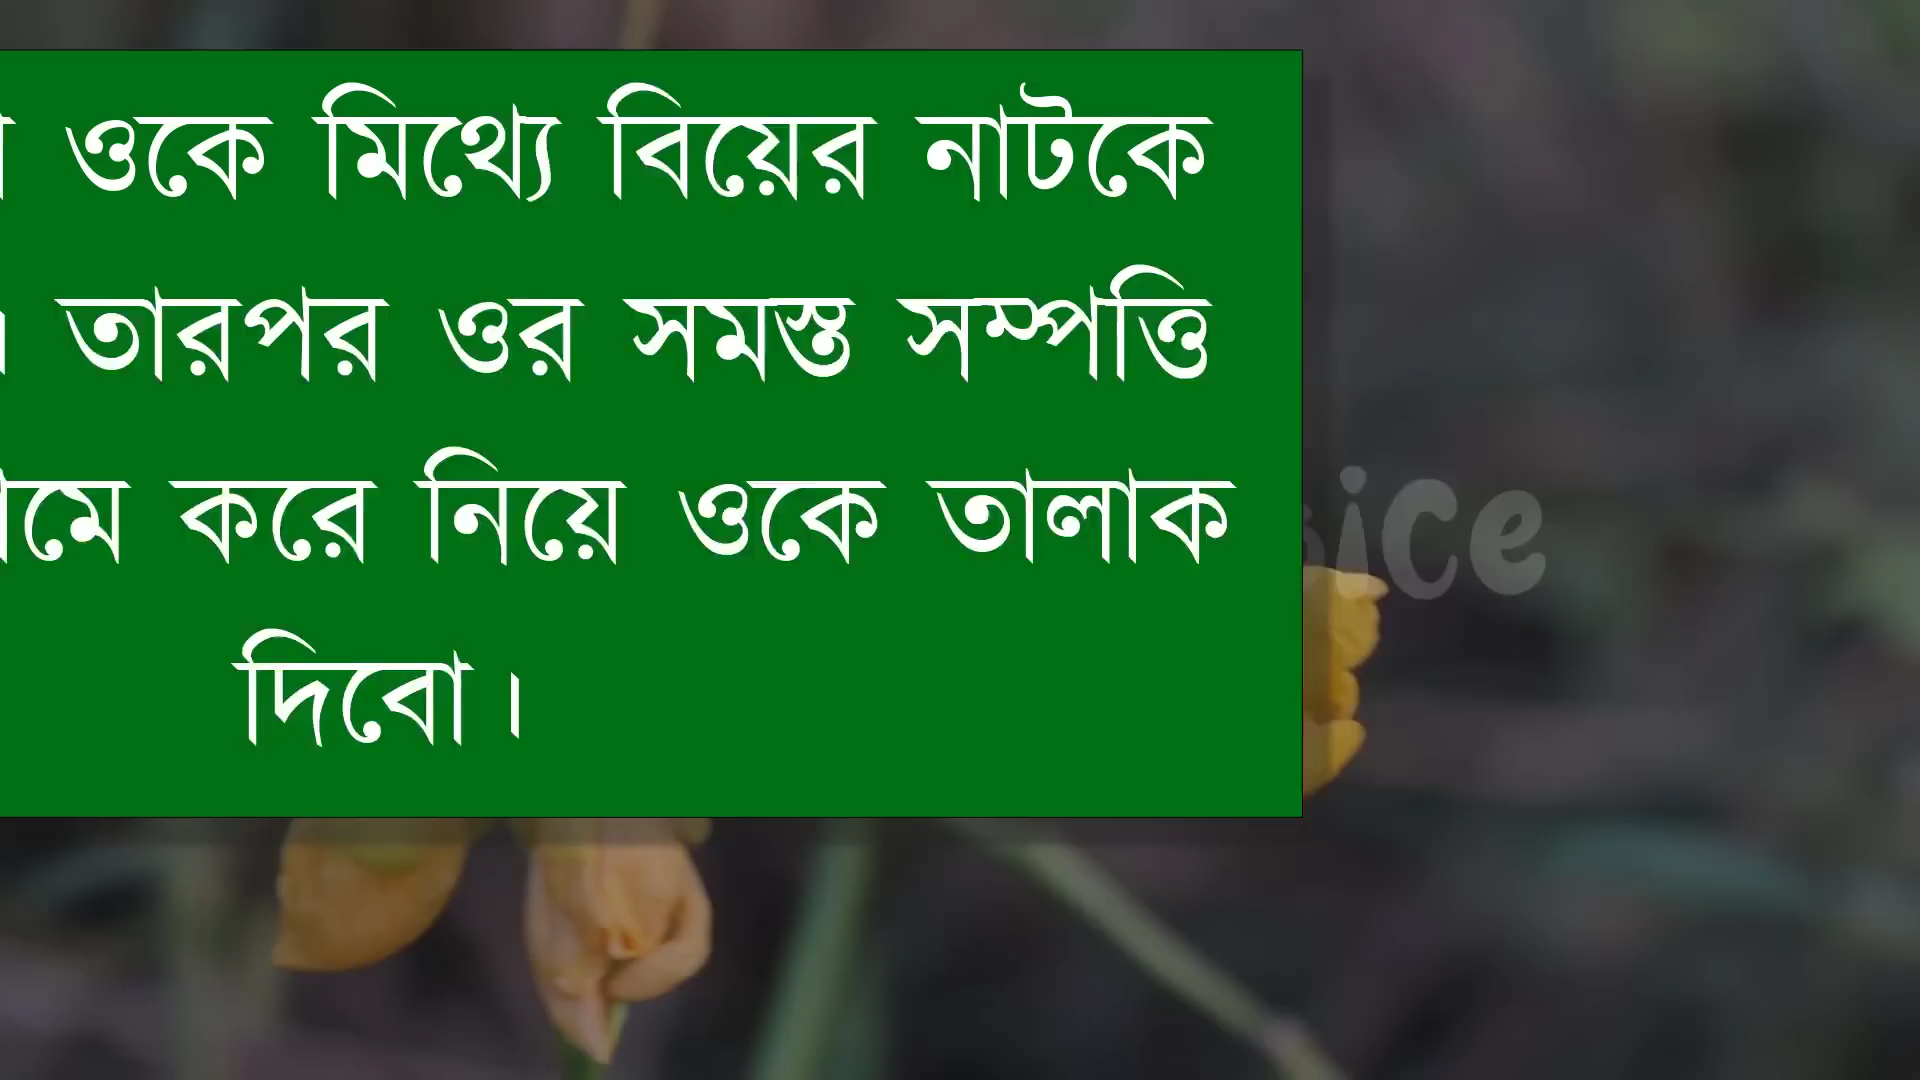 ওকে মিথ্যে বিয়ের নাটকে
। তারপর ওর সমস্ত সম্পত্তি
করে নিয়ে ওকে তালাক
দিবো।